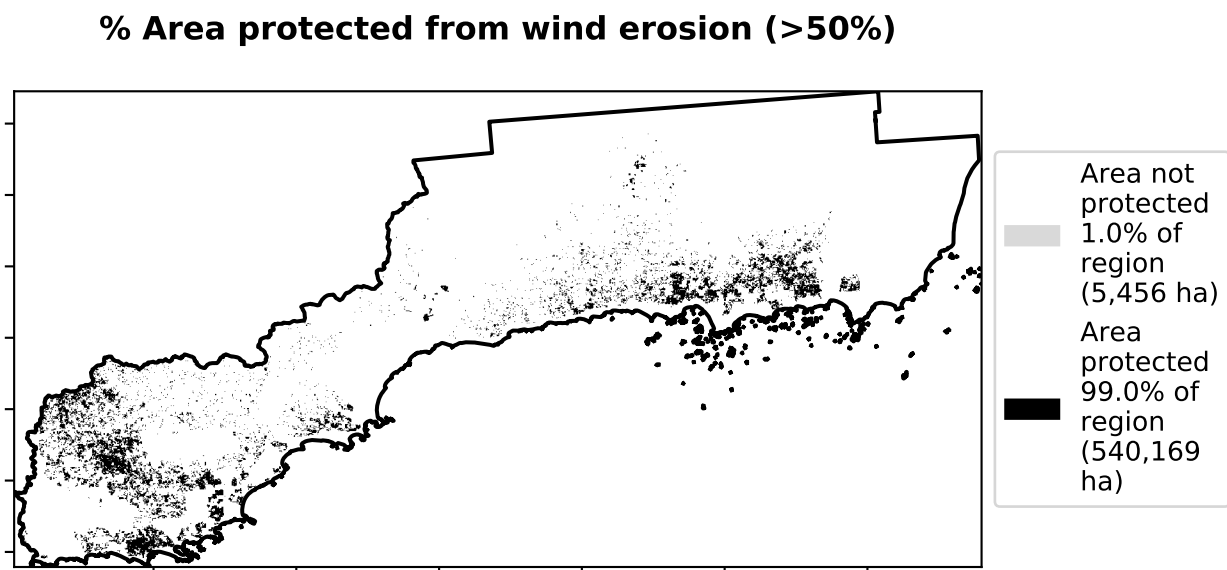 % Area protected from wind erosion (>50%)
Area not
protected
1.0% of
region
(5,456 ha)
Area
protected
99.0% of
region
(540,169
ha)